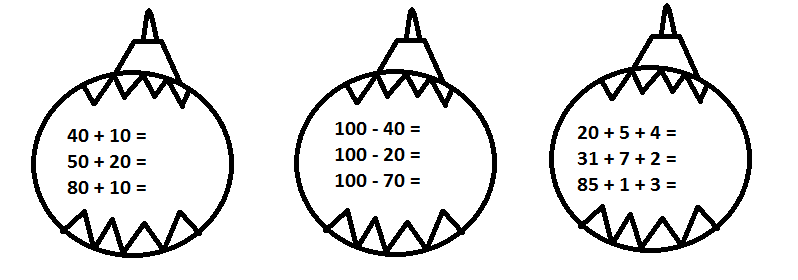 40 + 10 =
50 + 20 =
80 + 10 =
100 - 40 =
100 - 20 =
100 - 70 =
20 + 5 + 4 =
31 + 7 + 2 =
85 + 1 + 3 =